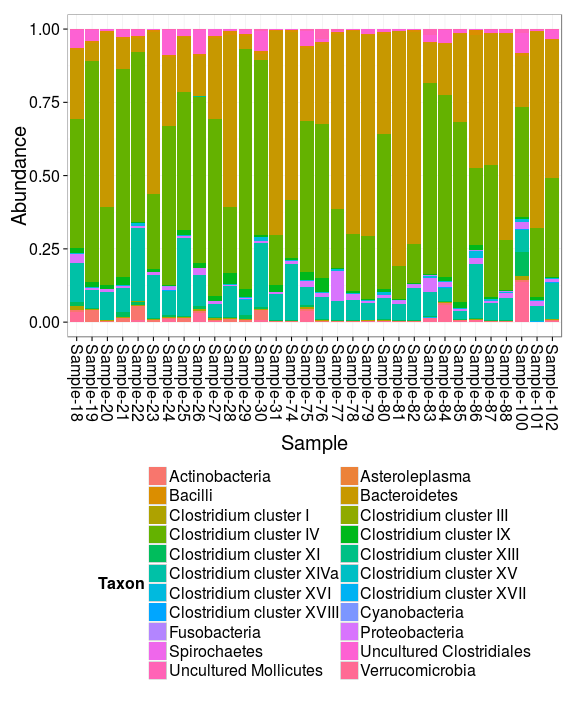 1.00
0.75
0.50
0.25
0.00
Abundance
Sample-18
Sample-19
Sample-20
Sample-21
Sample-22
Sample-23
Sample-24
Sample-25
Sample-26
Sample-27
Sample-28
Sample-29
Sample-30
Sample-31
Sample-74
Sample-75
Sample-76
Sample-77
Sample-78
Sample-79
Sample-80
Sample-81
Sample-82
Sample-83
Sample-84
Sample-85
Sample-86
Sample-87
Sample-88
Sample-100
Sample-101
Sample-102
Sample
Taxon
Actinobacteria Asteroleplasma
Bacilli Bacteroidetes
Clostridium cluster I Clostridium cluster III
Clostridium cluster IV Clostridium cluster IX
Clostridium cluster XI Clostridium cluster XIII
Clostridium cluster XIVa Clostridium cluster XV
Clostridium cluster XVI Clostridium cluster XVII
Clostridium cluster XVIII Cyanobacteria
Fusobacteria Proteobacteria
Spirochaetes Uncultured Clostridiales
Uncultured Mollicutes Verrucomicrobia